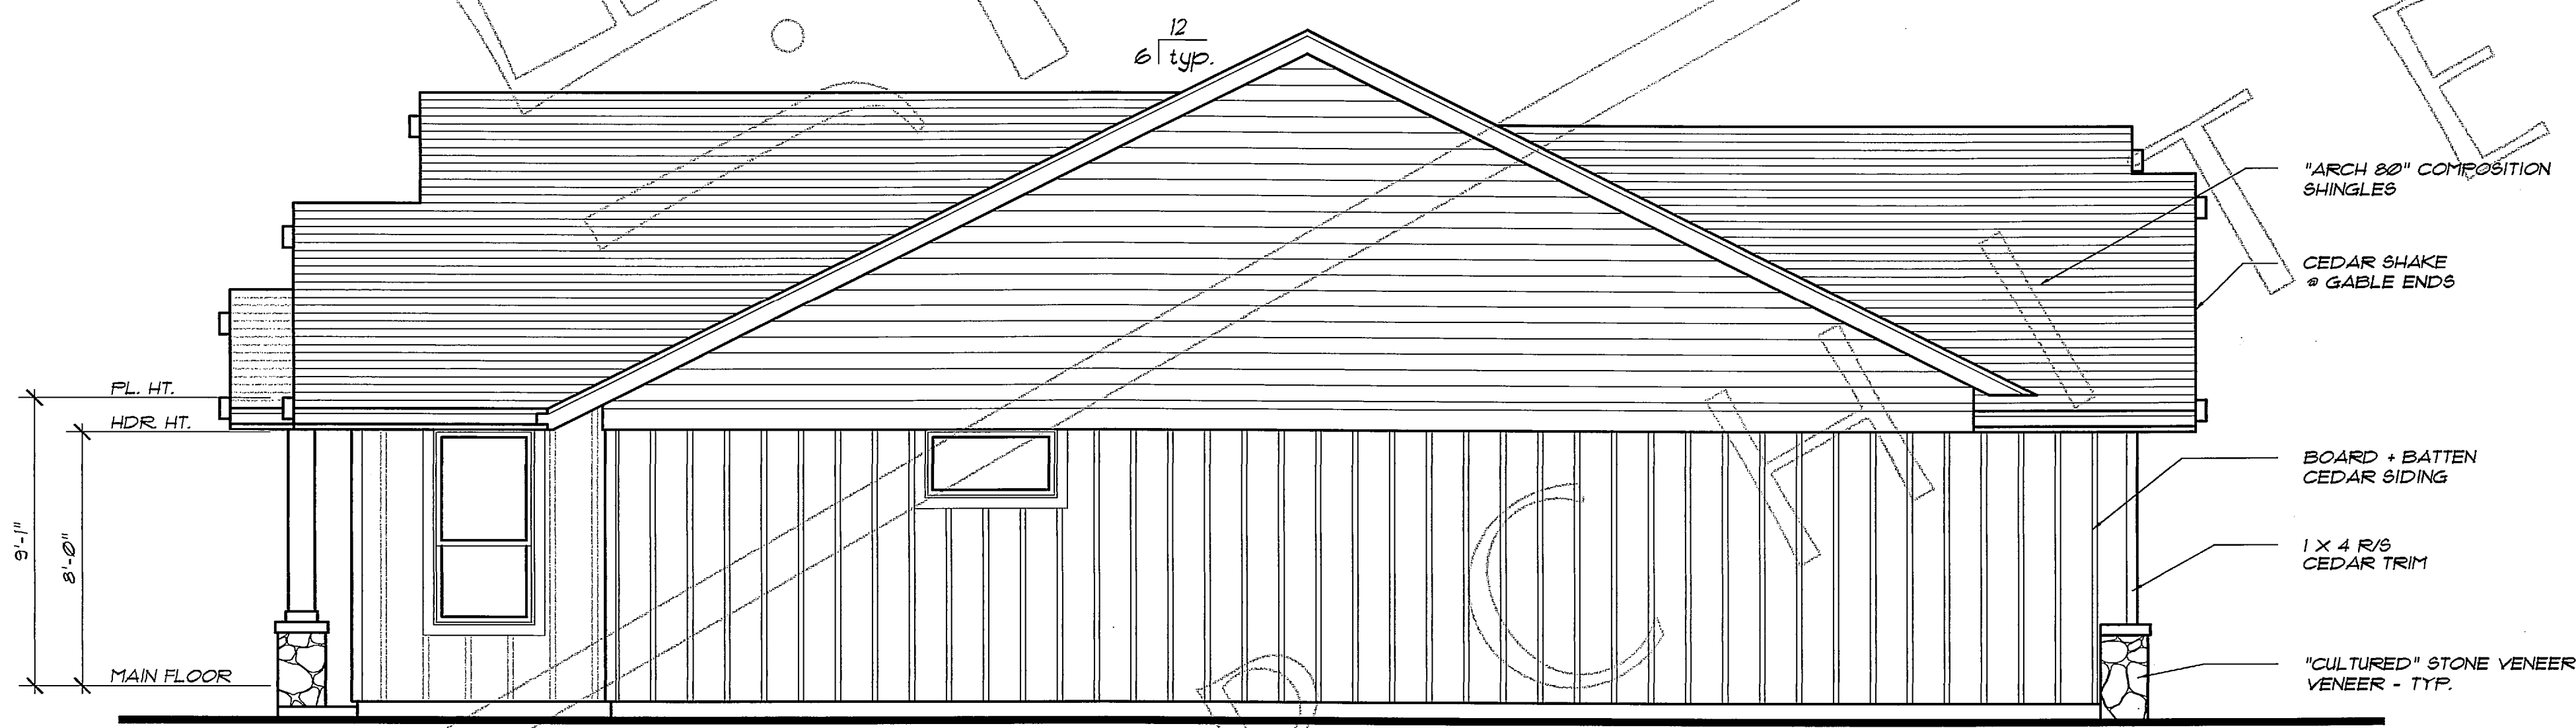 12
6 typ.
"ARCH 80" COMPOSITION
SHINGLES
CEDAR SHAKE
@ GABLE ENDS
PL. HT.
HDR. HT.
BOARD + BATTEN
CEDAR SIDING
9'-1"
8'-0"
1 X 4 R/S
CEDAR TRIM
MAIN FLOOR
"CULTURED" STONE VENEER
VENEER - TYP.